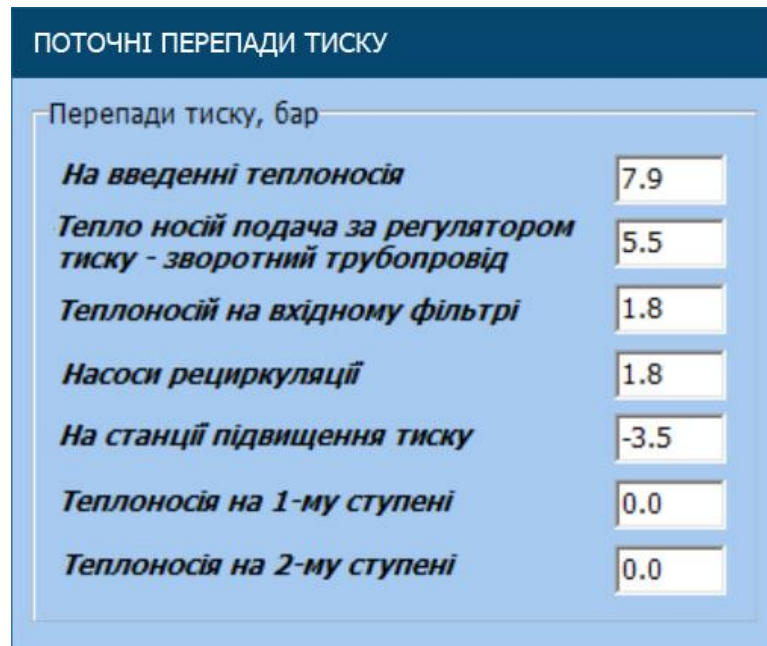 ПОТОЧНІ ПЕРЕПАДИ ТИСКУ
Перепади тиску, бар
На введенні теплоносія 7.9
Тепло носій подача за регулятором
тиску - зворотний трубопровід 5.5
Теплоносій на вхідному фільтрі 1.8
Насоси рециркуляції 1.8
На станції підвищення тиску -3.5
Теплоносія на 1-му ступені 0.0
Теплоносія на 2-му ступені 0.0